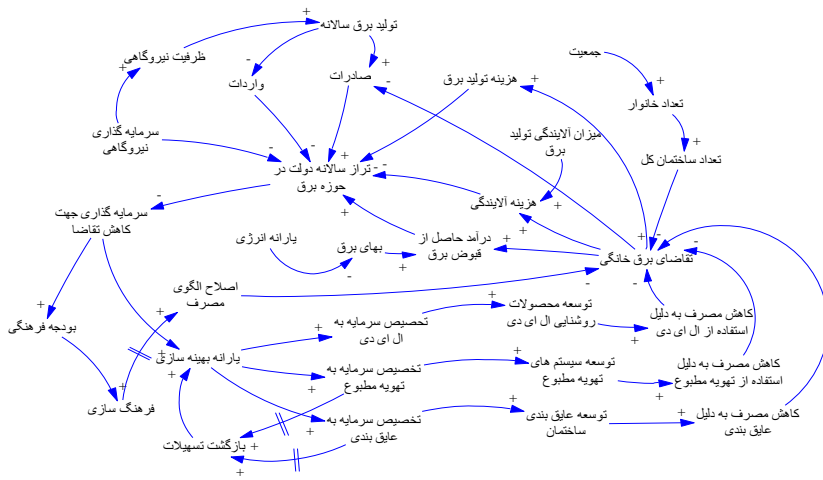 تولید برق سالانه
ظرفیت نیروگاهی
واردات
صادرات
هزینه تولید برق
جمعیت
تعداد خانوار
سرمایه گذاری
نیروگاهی
میزان آلایندگی تولید
برق
تعداد ساختمان کل
تراز سالانه دولت در
حوزه برق
هزینه آلایندگی
سرمایه گذاری جهت
کاهش تقاضا
یارانه انرژی
بهای برق
درآمد حاصل از
قبوض برق
تقاضای برق خانگی
اصلاح الگوی
مصرف
بودجه فرهنگی
تخصیص سرمایه به
ال ای دی
توسعه محصولات
روشنایی ال ای دی
کاهش مصرف به دلیل
استفاده از ال ای دی
یارانه بهینه سازی
تخصیص سرمایه به
تهویه مطبوع
توسعه سیستم های
تهویه مطبوع
کاهش مصرف به دلیل
استفاده از تهویه مطبوع
فرهنگ سازی
تخصیص سرمایه به
عایق بندی
توسعه عایق بندی
ساختمان
کاهش مصرف به دلیل
عایق بندی
بازگشت تسهیلات